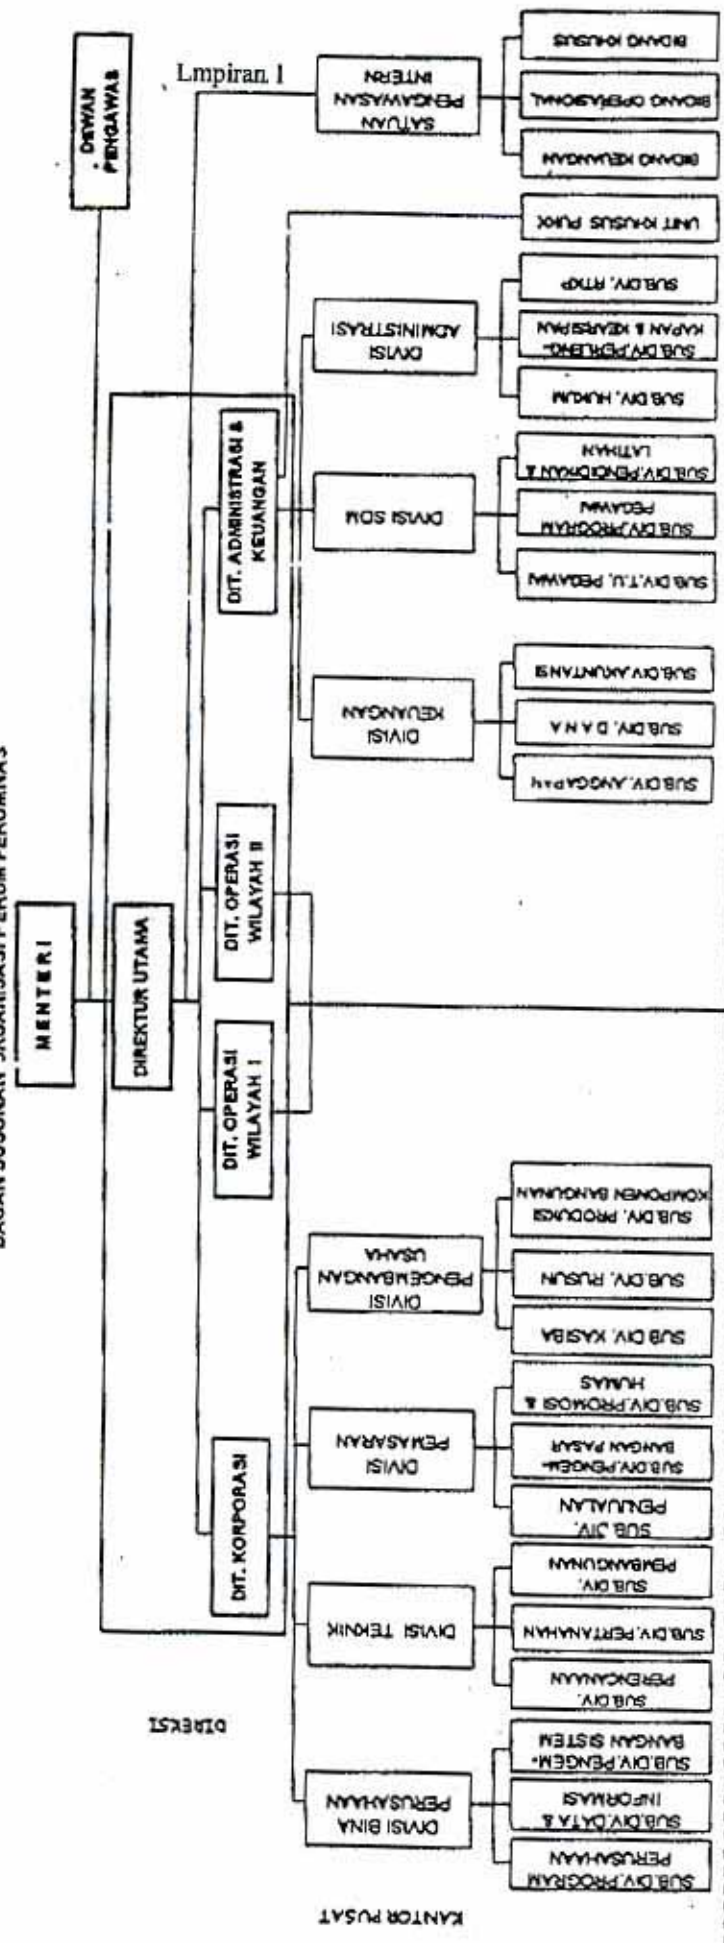 BAGAN SUSUNAN ORGANISASI PERUM PERUMNAS
Lmpiran 1
MENTERI
DEWAN
PENGAWAS
DIREKTUR UTAMA
DIREKSI
DIT. KORPORASI
DIT. OPERASI
WILAYAH I
DIT. OPERASI
WILAYAH II
DIT. ADMINISTRASI &
KEUANGAN
KANTOR PUSAT
DIVISI BINA
PERUSAHAAN
DIVISI TEKNIK
DIVISI
PEMASARAN
DIVISI
PENGEMBANGAN
USAHA
DIVISI
KEUANGAN
DIVISI SDM
DIVISI
ADMINISTRASI
SATUAN
PENGAWASAN
INTERN
SUB.DIV.PROGRAM
PERUSAHAAN
SUB.DIV.DATA &
INFORMASI
SUB.DIV.PENGEM-
BANGAN SISTEM
SUB.DIV.
PERENCANAAN
SUB.DIV.PERTANAHAN
SUB.DIV.
PEMBANGUNAN
SUB.DIV.
PENJUALAN
SUB.DIV.PENGEM-
BANGAN PASAR
SUB.DIV.PROMOSI &
HUMAS
SUB DIV. KASIBA
SUB.DIV. RUSUN
SUB.DIV. PRODUKSI
KOMPONEN BANGUNAN
SUB.DIV.ANGGARAN
SUB.DIV. D A N A
SUB.DIV.AKUNTANSI
SUB.DIV.T.U. PEGAWAI
SUB.DIV.PROGRAM
PEGAWAI
SUB.DIV.PENDIDIKAN &
LATIHAN
SUB.DIV. HUKUM
SUB.DIV.PERLENG-
KAPAN & KEARSIPAN
SUB.DIV. RTKP
UNIT KHUSUS PUKK
BIDANG KEUANGAN
BIDANG OPERASIONAL
BIDANG KHUSUS